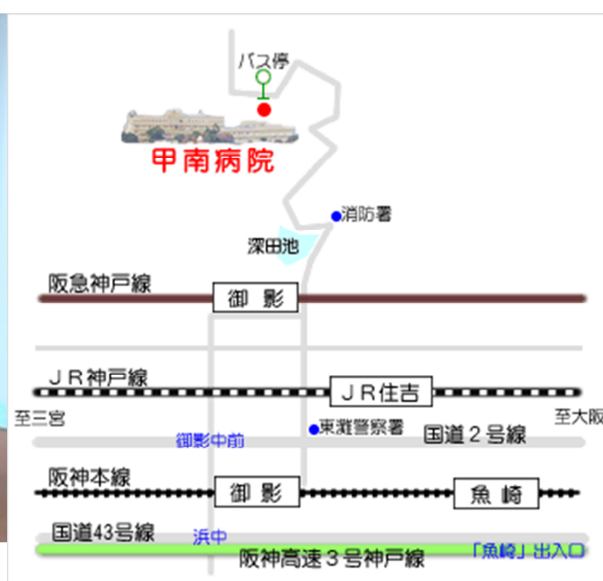 バス停
甲南病院
消防署
深田池
阪急神戸線
御影
JR神戸線
JR住吉
至三宮
至大阪
東灘警察署
国道2号線
御影中前
阪神本線
御影
魚崎
国道43号線
浜中
「魚崎」出入口
阪神高速3号神戸線